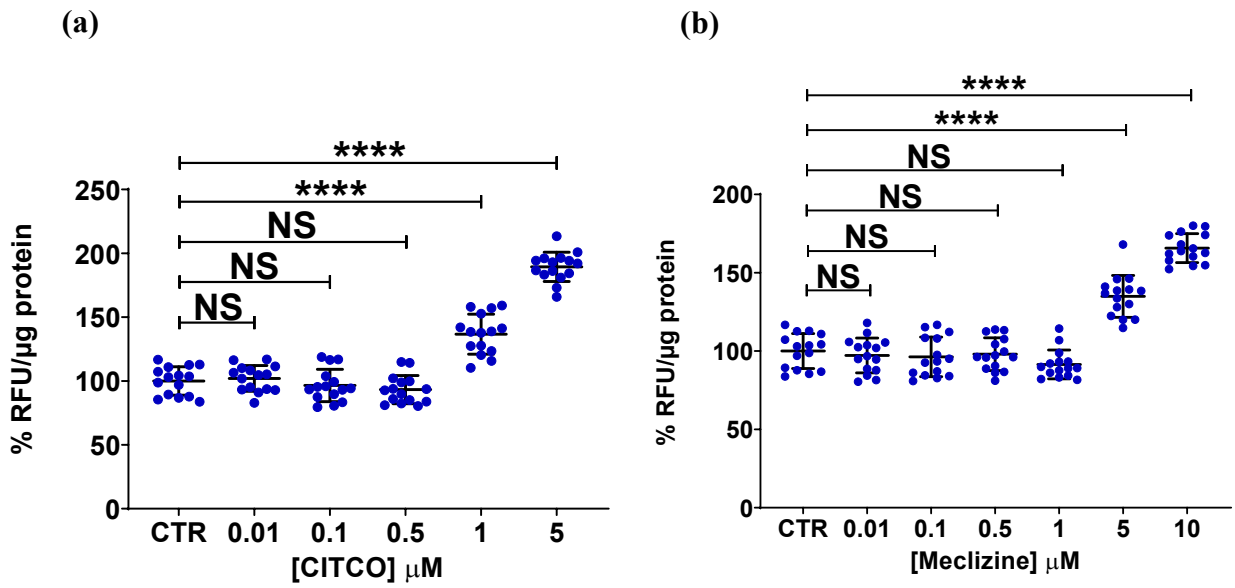 (a)
****
****
NS
NS
NS
250
200
150
100
50
0
% RFU/µg protein
CTR 0.01 0.1 0.5 1 5
[CITCO] µM
(b)
****
****
NS
NS
NS
NS
200
150
100
50
0
% RFU/µg protein
CTR 0.01 0.1 0.5 1 5 10
[Meclizine] µM